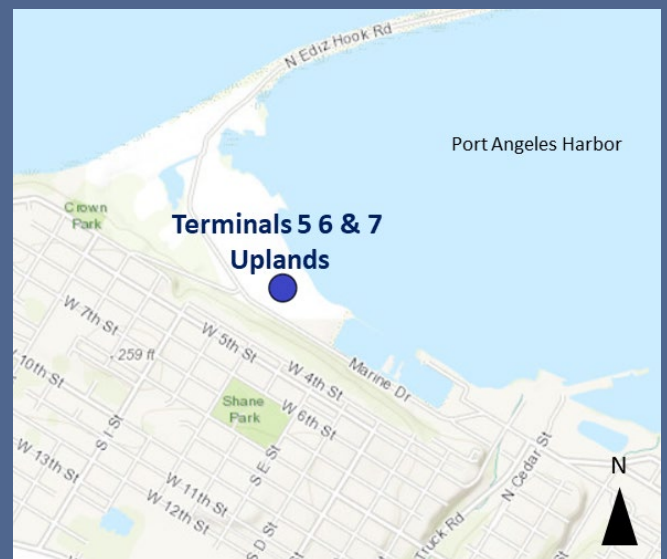 N Ediz Hook Rd
Port Angeles Harbor
Crown
Park
Terminals 5 6 & 7
Uplands
W 7th St
W 5th St
259 ft
W 4th St
Marine Dr
W 10th St
Shane
Park
W 6th St
S I St
S E St
W 13th St
W 11th St
W 12th St
S D St
Truck Rd
N Cedar St
N